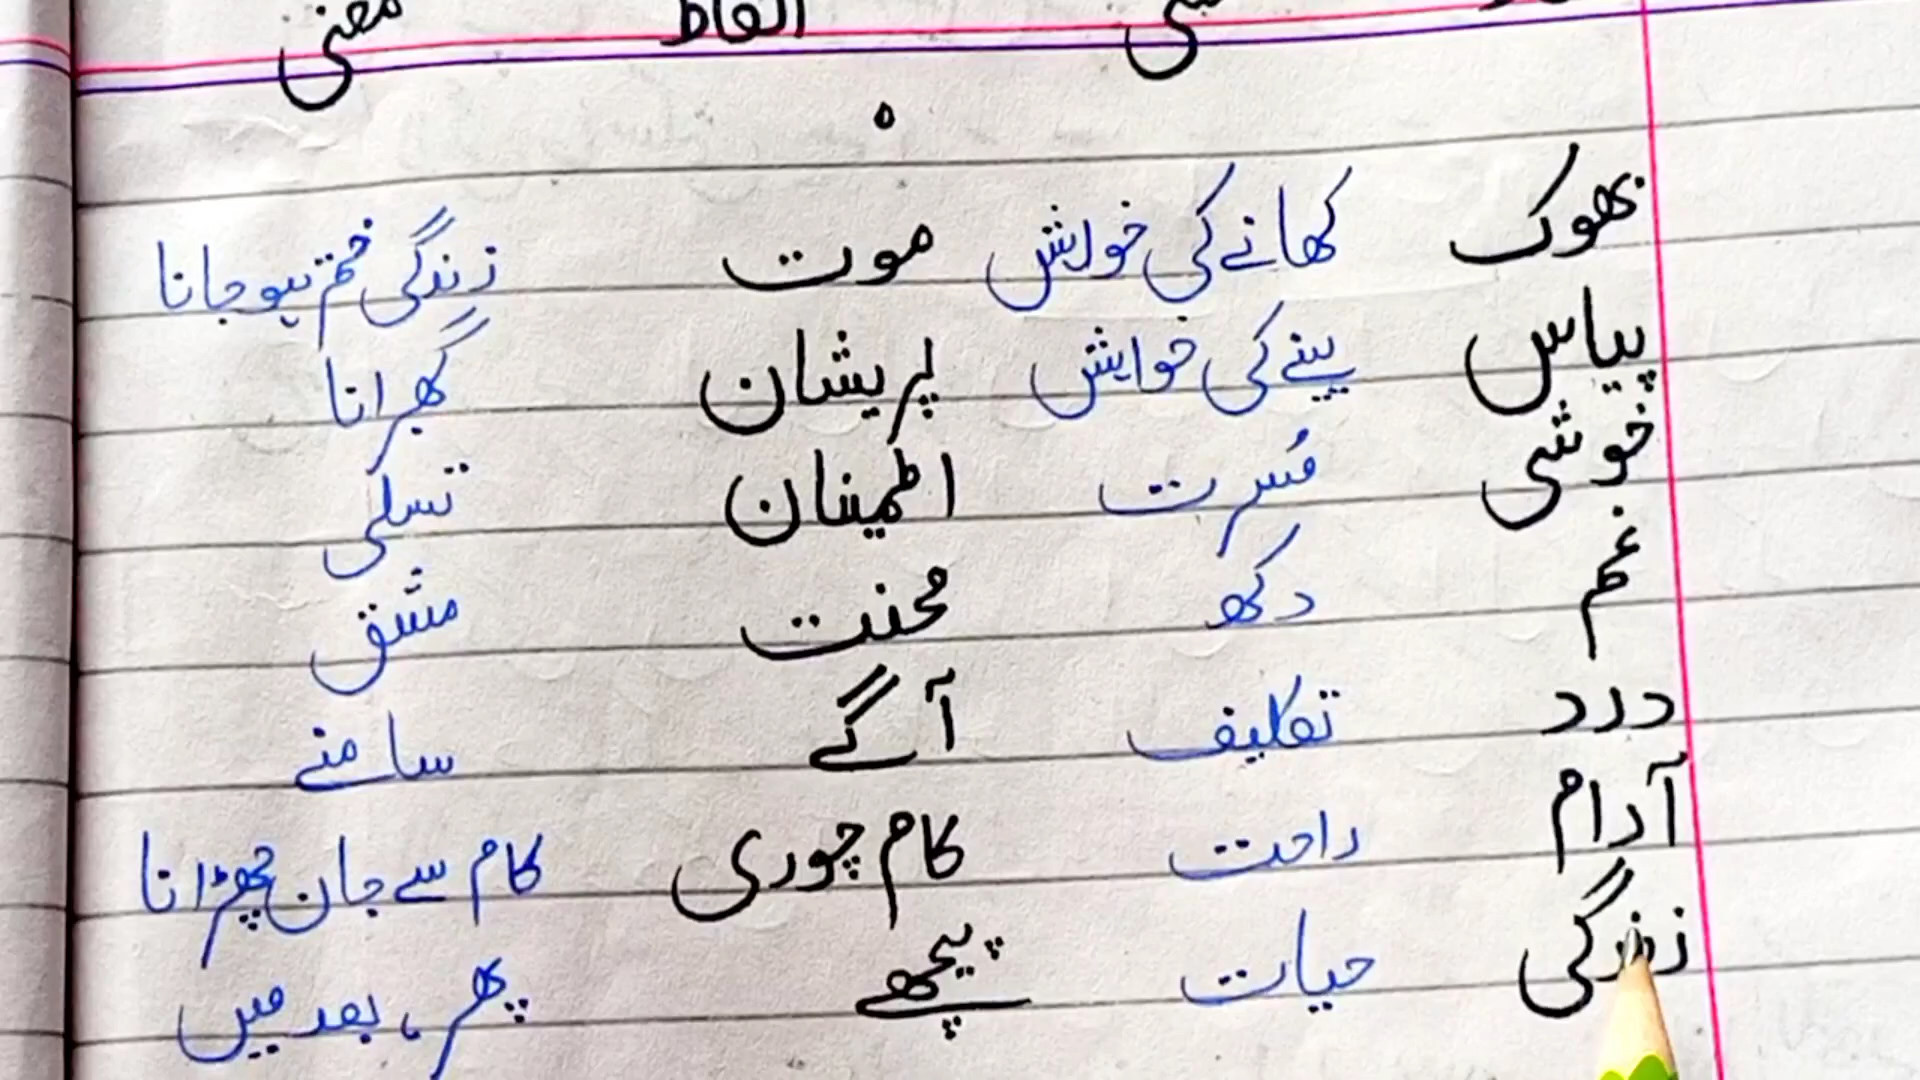 الفاظ معنی
بھوک کھانے کی خواہش موت زندگی ختم ہو جانا
پیاس پینے کی خواہش پریشان گھبرانا
خوشی مُسرت اطمینان تسلی
غم دکھ محنت مشق
درد تکلیف آگے سامنے
آرام راحت کام چوری کام سے جان چھڑانا
زندگی حیات پیچھے پھر، بعد میں